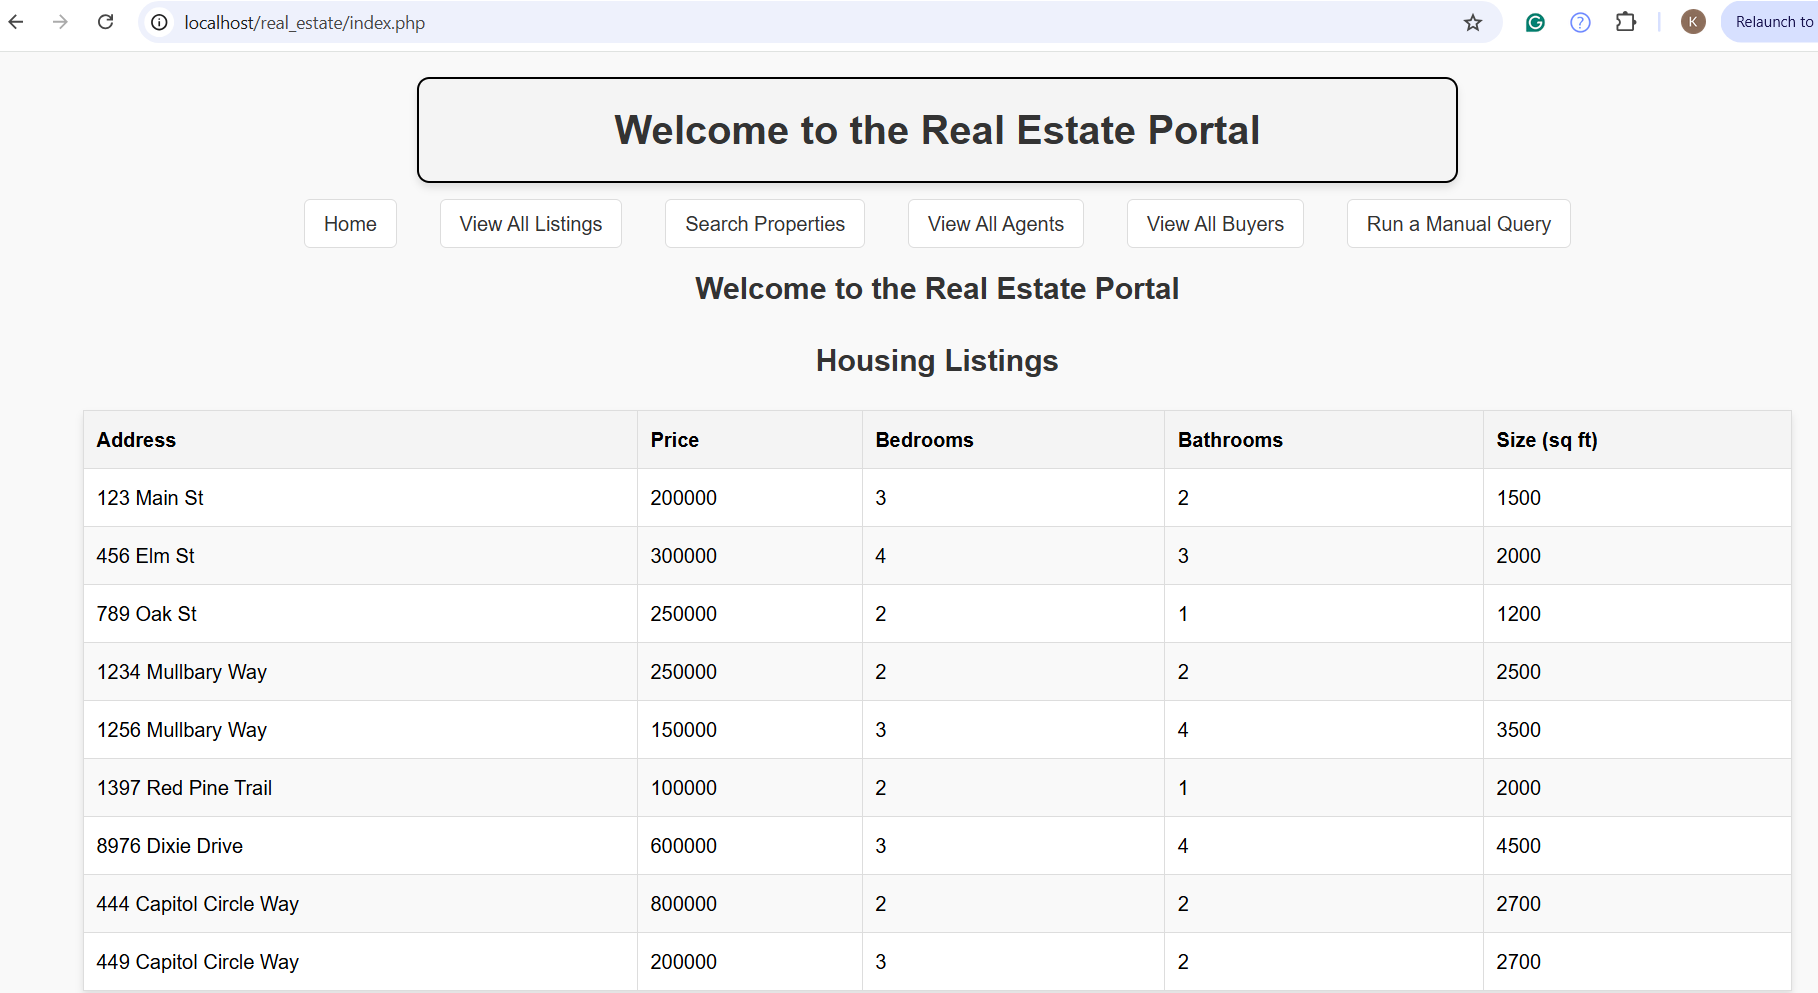 localhost/real_estate/index.php K Relaunch to
Welcome to the Real Estate Portal
Home View All Listings Search Properties View All Agents View All Buyers Run a Manual Query
Welcome to the Real Estate Portal
Housing Listings
Address Price Bedrooms Bathrooms Size (sq ft)
123 Main St 200000 3 2 1500
456 Elm St 300000 4 3 2000
789 Oak St 250000 2 1 1200
1234 Mullbary Way 250000 2 2 2500
1256 Mullbary Way 150000 3 4 3500
1397 Red Pine Trail 100000 2 1 2000
8976 Dixie Drive 600000 3 4 4500
444 Capitol Circle Way 800000 2 2 2700
449 Capitol Circle Way 200000 3 2 2700